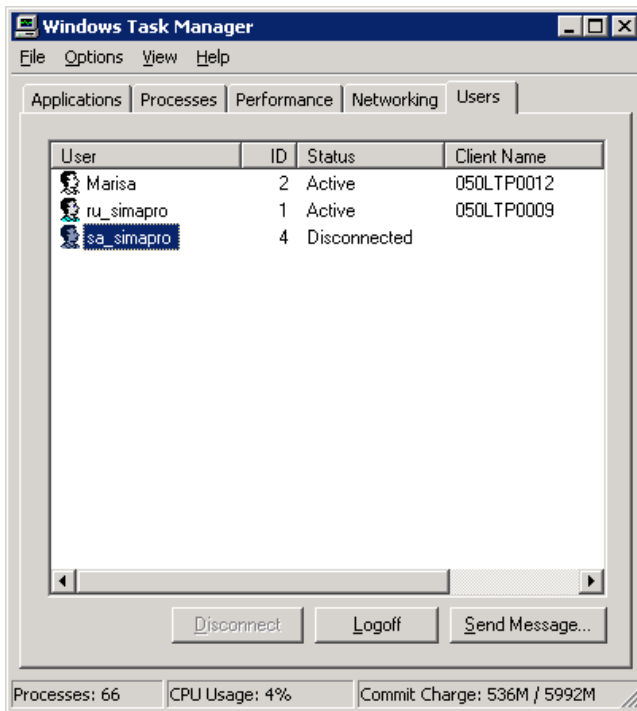 Windows Task Manager
File Options View Help
Applications Processes Performance Networking Users
User ID Status Client Name
Marisa 2 Active 050LTP0012
ru_simapro 1 Active 050LTP0009
sa_simapro 4 Disconnected
Disconnect Logoff Send Message...
Processes: 66 CPU Usage: 4% Commit Charge: 536M / 5992M